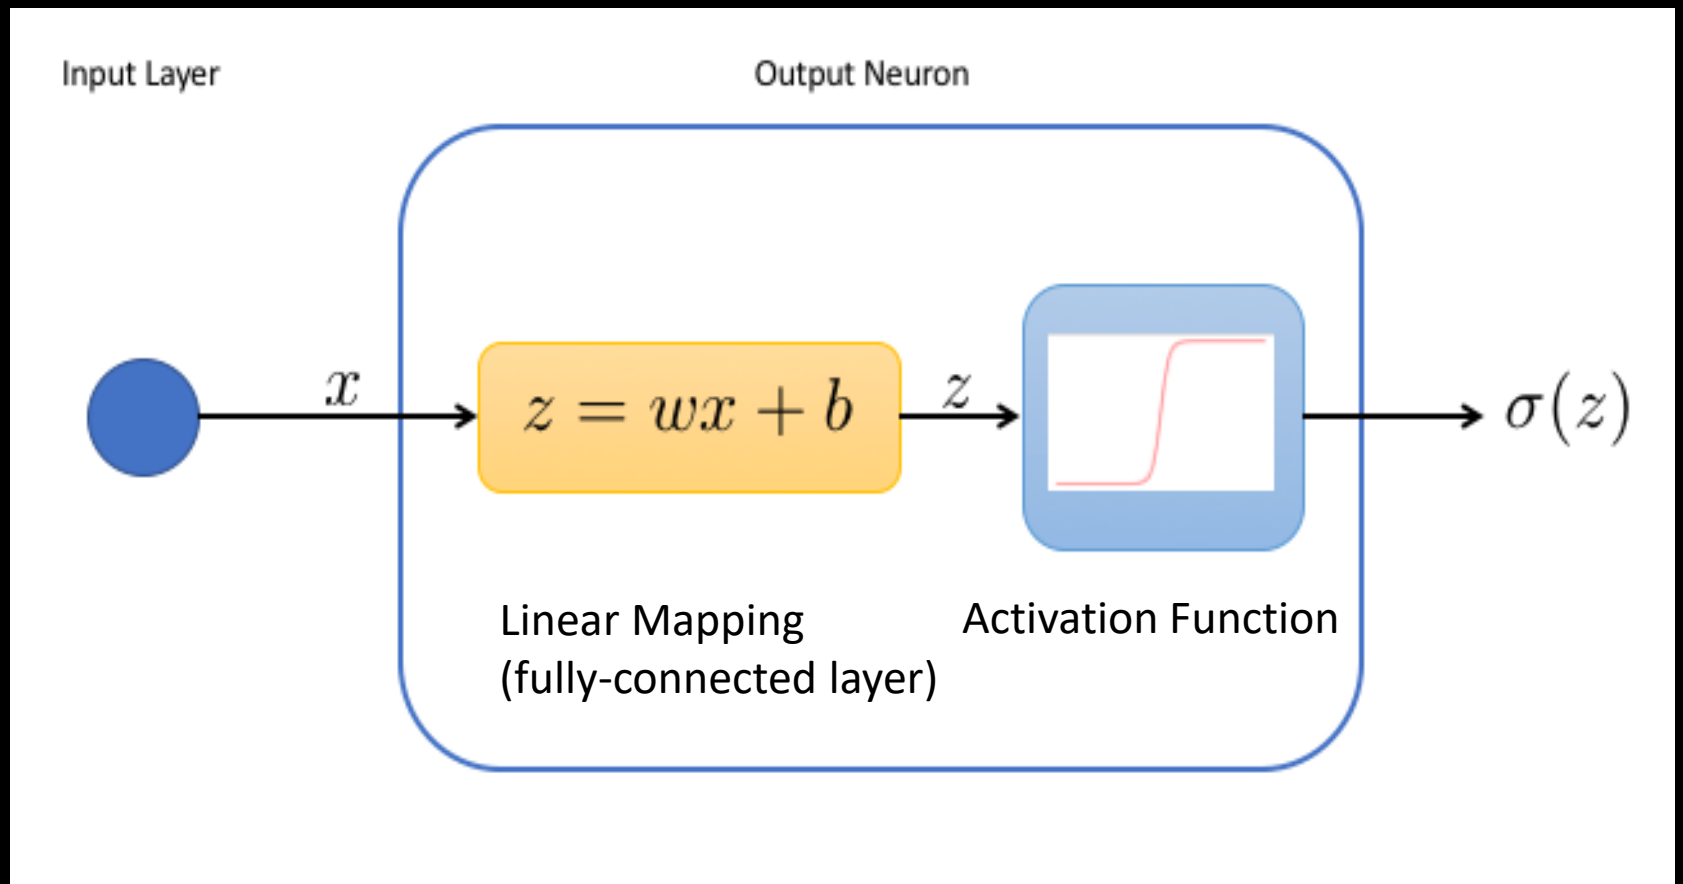 Input Layer
Output Neuron
x
z = wx + b
z
σ(z)
Linear Mapping
(fully-connected layer)
Activation Function